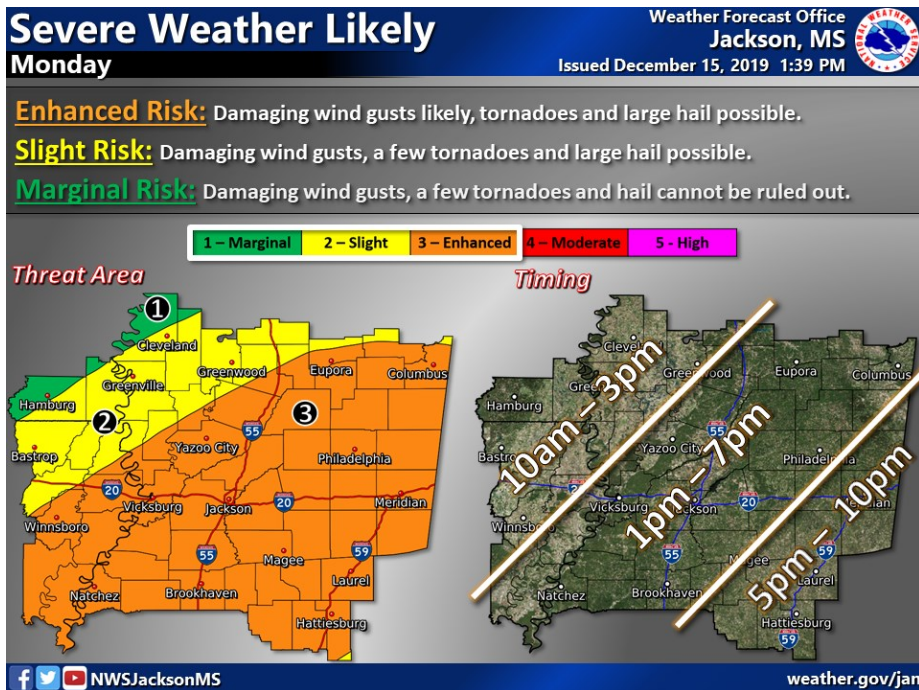 Severe Weather Likely
Monday
Weather Forecast Office
Jackson, MS
Issued December 15, 2019 1:39 PM
NATIONAL WEATHER SERVICE
Enhanced Risk: Damaging wind gusts likely, tornadoes and large hail possible.
Slight Risk: Damaging wind gusts, a few tornadoes and large hail possible.
Marginal Risk: Damaging wind gusts, a few tornadoes and hail cannot be ruled out.
1 – Marginal 2 – Slight 3 – Enhanced 4 – Moderate 5 - High
Threat Area
1
Cleveland
Greenwood
Eupora
Columbus
Greenville
Hamburg
2
3
55
Yazoo City
Bastrop
Philadelphia
20
Vicksburg
Jackson
20
Meridian
Winnsboro
55
Magee
59
Laurel
Natchez
Brookhaven
Hattiesburg
Timing
10am – 3pm
1pm – 7pm
5pm – 10pm
Greenwood
Eupora
Columbus
Hamburg
55
Yazoo City
Philadelphia
20
Vicksburg
Jackson
20
Winnsboro
55
59
Laurel
Natchez
Brookhaven
Hattiesburg
59
NWSJacksonMS
weather.gov/jan